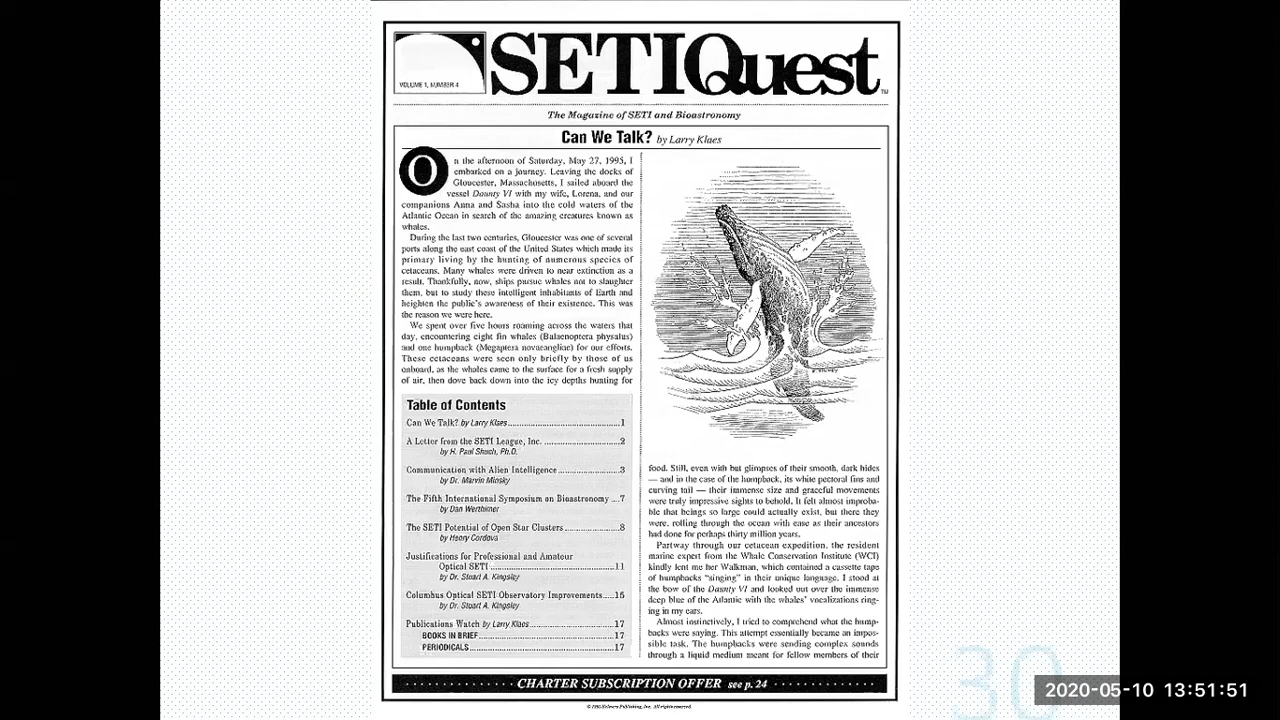 SETIQuest
TM
VOLUME 1, NUMBER 4
The Magazine of SETI and Bioastronomy
Can We Talk? by Larry Klaes
On the afternoon of Saturday, May 27, 1995, I
embarked on a journey. Leaving the docks of
Gloucester, Massachusetts, I sailed aboard the
vessel Daunty VI with my wife, Lorena, and our
companions Anna and Sasha into the cold waters of the
Atlantic Ocean in search of the amazing creatures known as
whales.
During the last two centuries, Gloucester was one of several
ports along the east coast of the United States which made its
primary living by the hunting of numerous species of
cetaceans. Many whales were driven to near extinction as a
result. Thankfully, now, ships pursue whales not to slaughter
them, but to study these intelligent inhabitants of Earth and
heighten the public's awareness of their existence. This was
the reason we were here.
We spent over five hours roaming across the waters that
day, encountering eight fin whales (Balaenoptera physalus)
and one humpback (Megaptera novaeangliae) for our efforts.
These cetaceans were seen only briefly by those of us
onboard, as the whales came to the surface for a fresh supply
of air, then dove back down into the icy depths hunting for
Table of Contents
Can We Talk? by Larry Klaes..............................1
A Letter from the SETI League, Inc. ......................2
by H. Paul Shuch, Ph.D.
Communication with Alien Intelligence ................3
by Dr. Marvin Minsky
The Fifth International Symposium on Bioastronomy ....7
by Dan Werthimer
The SETI Potential of Open Star Clusters ..............8
by Henry Cordova
Justifications for Professional and Amateur
Optical SETI ..............................11
by Dr. Stuart A. Kingsley
Columbus Optical SETI Observatory Improvements.....15
by Dr. Stuart A. Kingsley
Publications Watch by Larry Klaes......................17
BOOKS IN BRIEF..............................17
PERIODICALS..............................17
food. Still, even with but glimpses of their smooth, dark hides
— and in the case of the humpback, its white pectoral fins and
curving tail — their immense size and graceful movements
were truly impressive sights to behold. It felt almost improba-
ble that beings so large could actually exist, but there they
were, rolling through the ocean with ease as their ancestors
had done for perhaps thirty million years.
Partway through our cetacean expedition, the resident
marine expert from the Whale Conservation Institute (WCI)
kindly lent me her Walkman, which contained a cassette tape
of humpbacks "singing" in their unique language. I stood at
the bow of the Daunty VI and looked out over the immense
deep blue of the Atlantic with the whales' vocalizations ring-
ing in my ears.
Almost instinctively, I tried to comprehend what the hump-
backs were saying. This attempt essentially became an impos-
sible task. The humpbacks were sending complex sounds
through a liquid medium meant for fellow members of their
CHARTER SUBSCRIPTION OFFER see p. 24
Publishing, Inc. All rights reserved.
30
2020-05-10 13:51:51